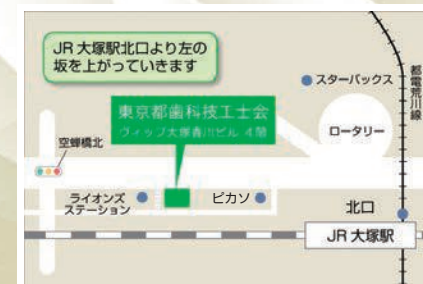 JR 大塚駅北口より左の
坂を上がっていきます
東京都歯科技工士会
ヴィップ大塚香川ビル 4階
スターバックス
都電荒川線
ロータリー
空蝉橋北
ライオンズ
ステーション
ピカソ
北口
JR 大塚駅